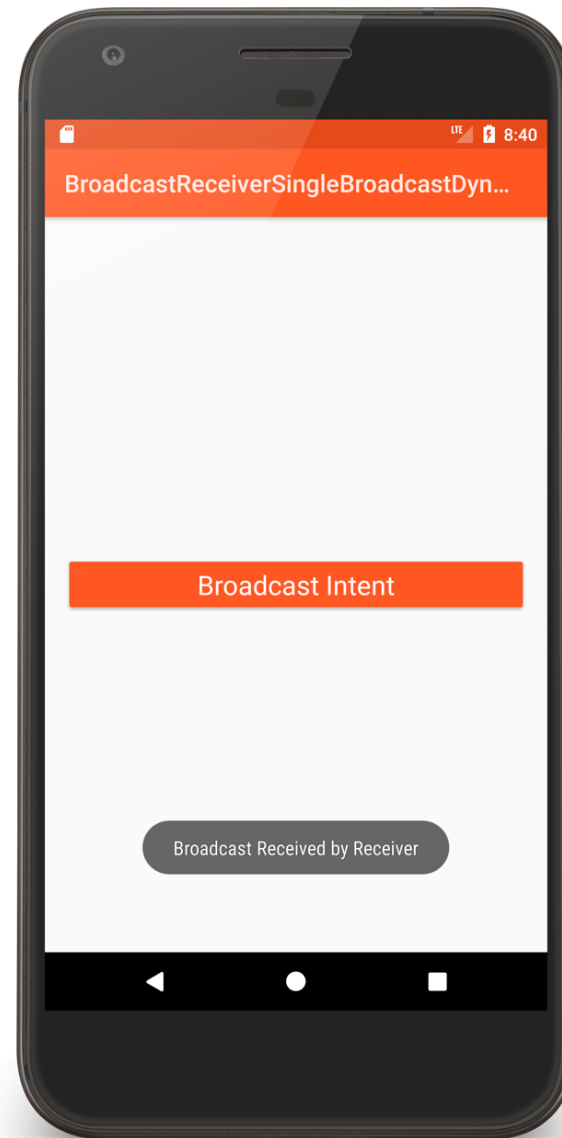 LTE 8:40
BroadcastReceiverSingleBroadcastDyn...
Broadcast Intent
Broadcast Received by Receiver